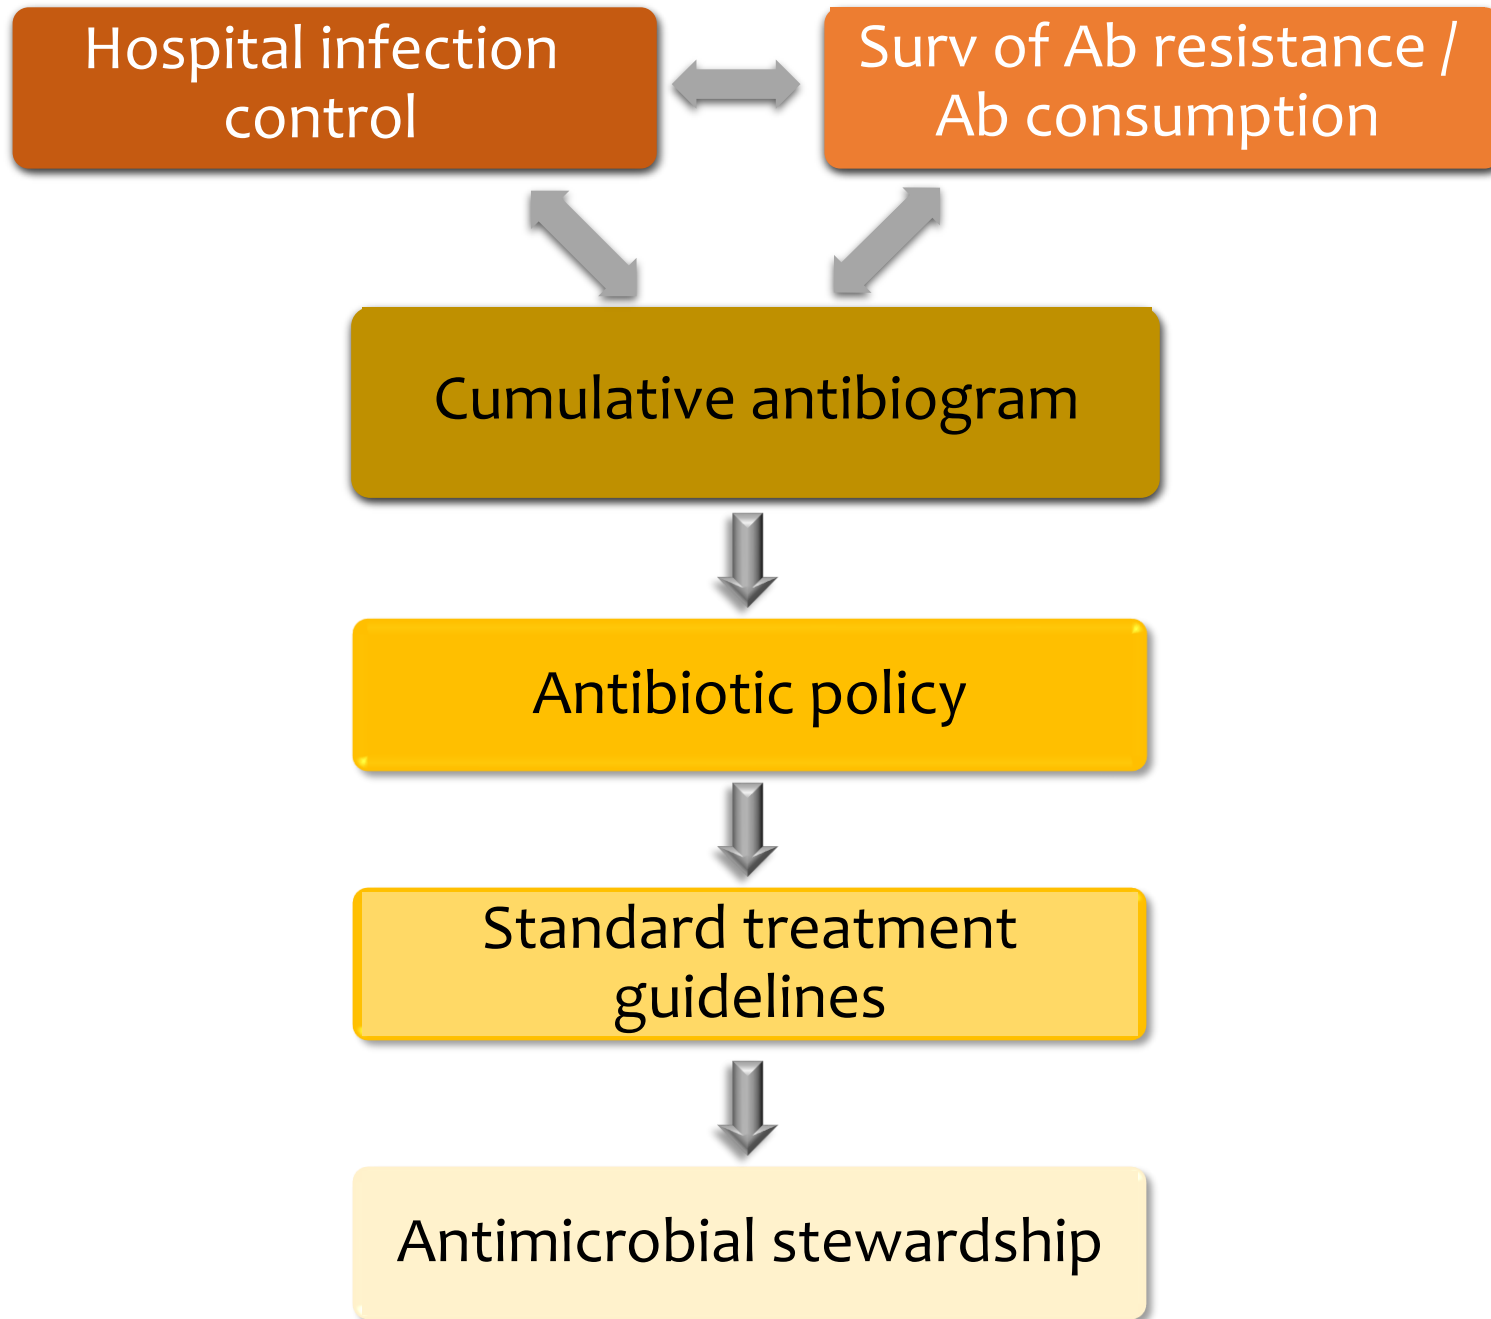 Hospital infection
control
Surv of Ab resistance /
Ab consumption
Cumulative antibiogram
Antibiotic policy
Standard treatment
guidelines
Antimicrobial stewardship